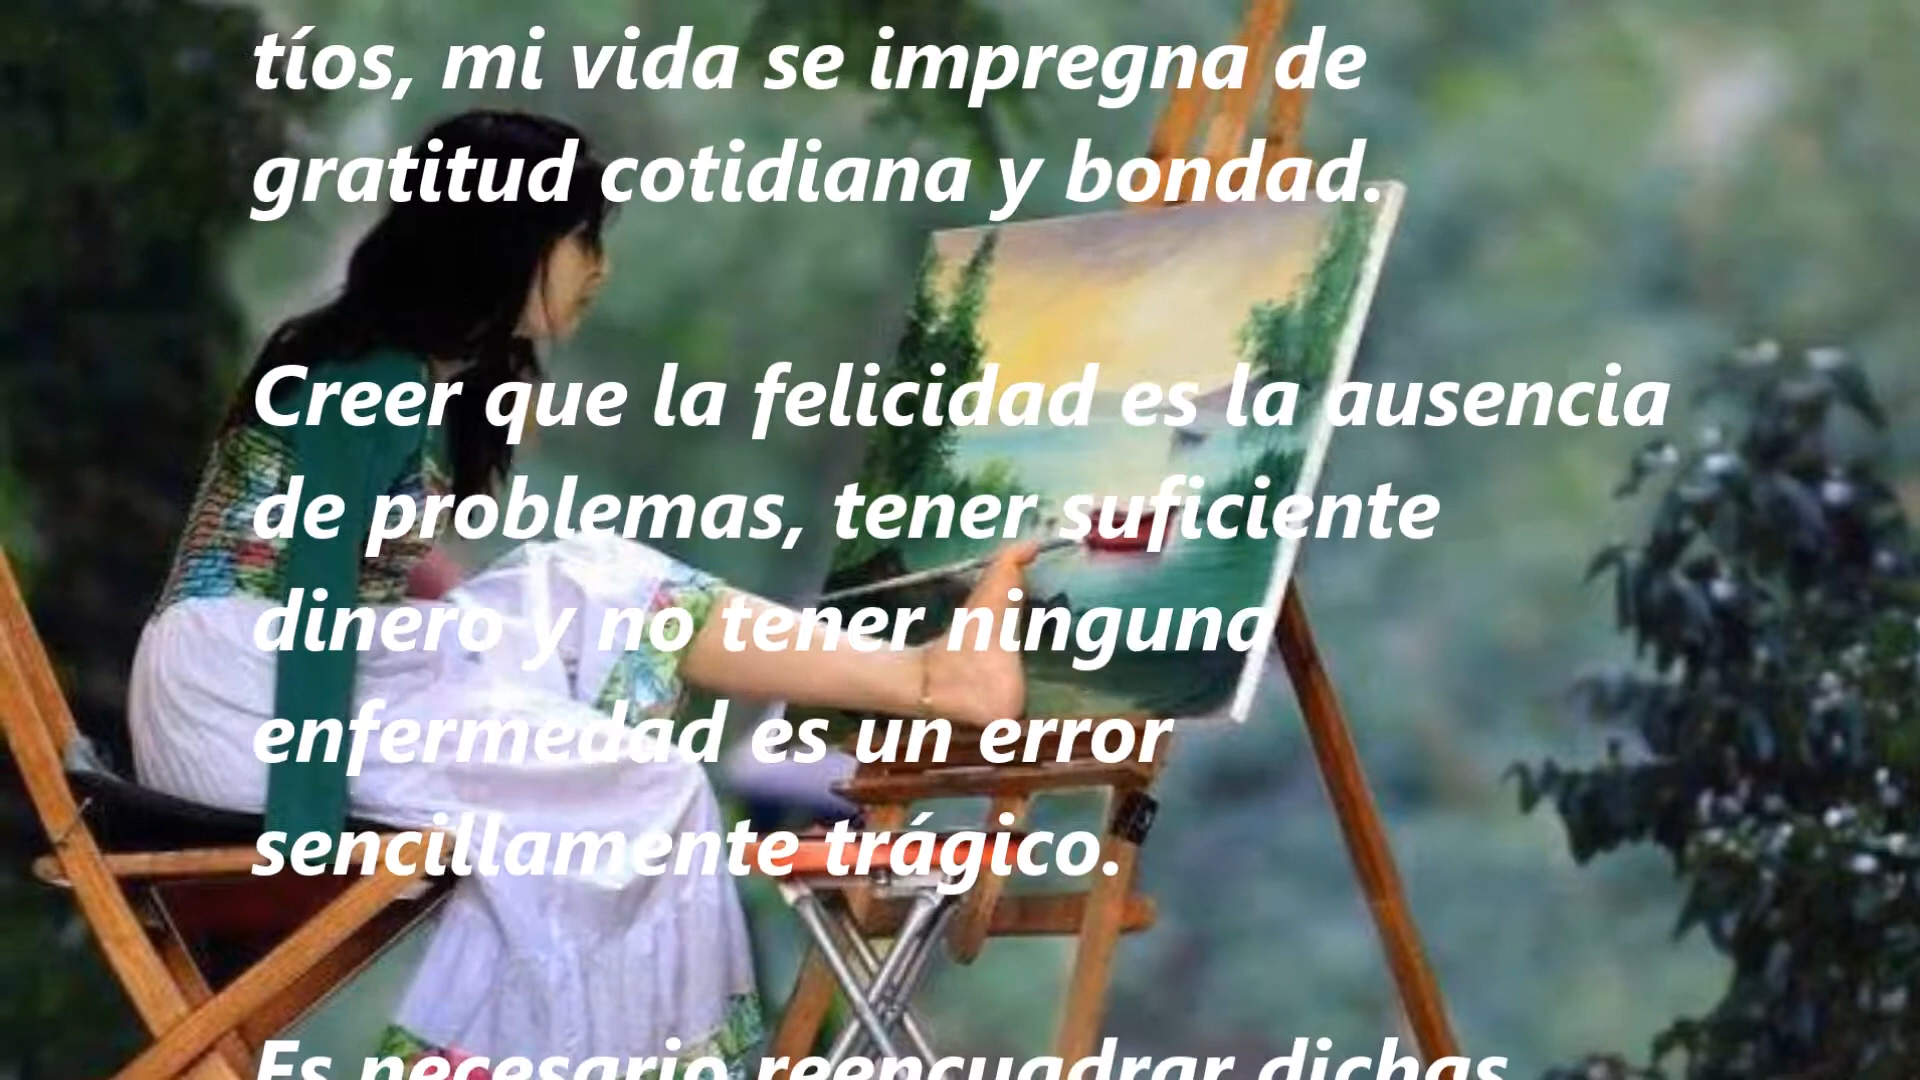 tíos, mi vida se impregna de
gratitud cotidiana y bondad.
Creer que la felicidad es la ausencia
de problemas, tener suficiente
dinero y no tener ninguna
enfermedad es un error
sencillamente trágico.
Es necesario reencuadrar dichas